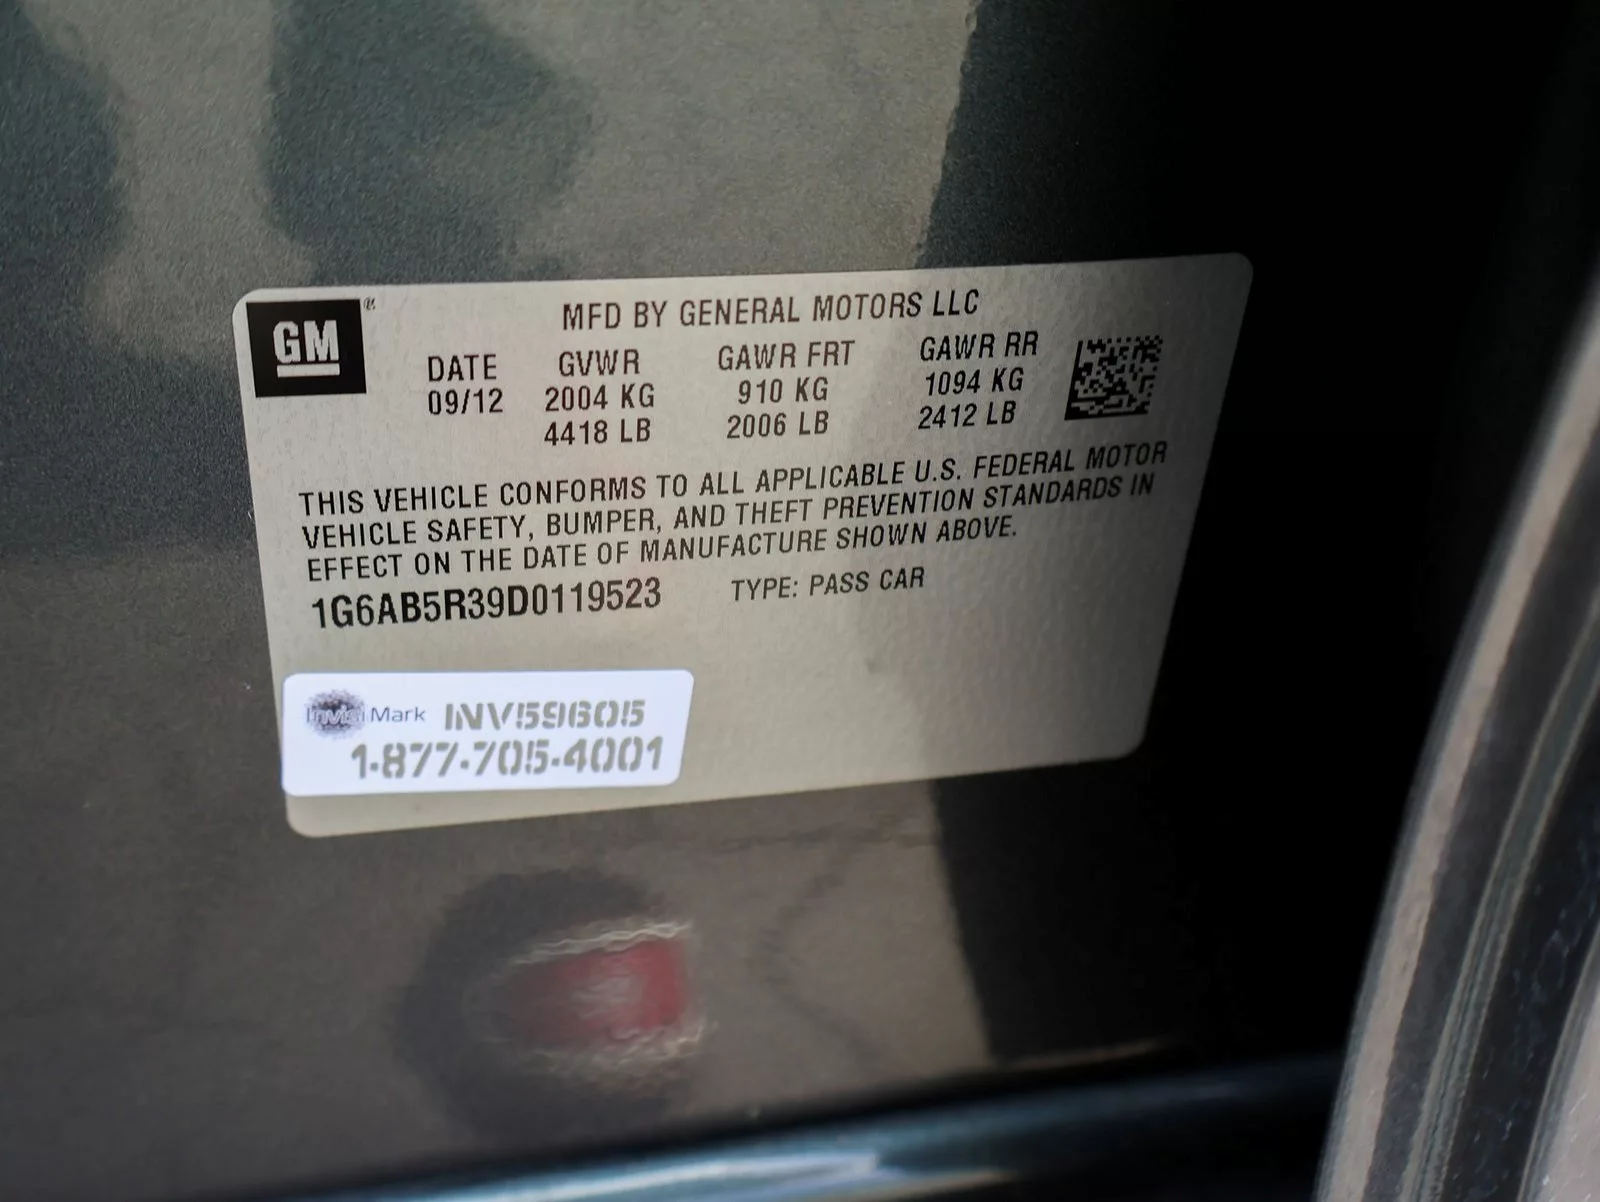 GM ®
MFD BY GENERAL MOTORS LLC
DATE GVWR GAWR FRT GAWR RR
09/12 2004 KG 910 KG 1094 KG
4418 LB 2006 LB 2412 LB
THIS VEHICLE CONFORMS TO ALL APPLICABLE U.S. FEDERAL MOTOR
VEHICLE SAFETY, BUMPER, AND THEFT PREVENTION STANDARDS IN
EFFECT ON THE DATE OF MANUFACTURE SHOWN ABOVE.
1G6AB5R39D0119523 TYPE: PASS CAR
InvisiMark INV59605
1-877-705-4001